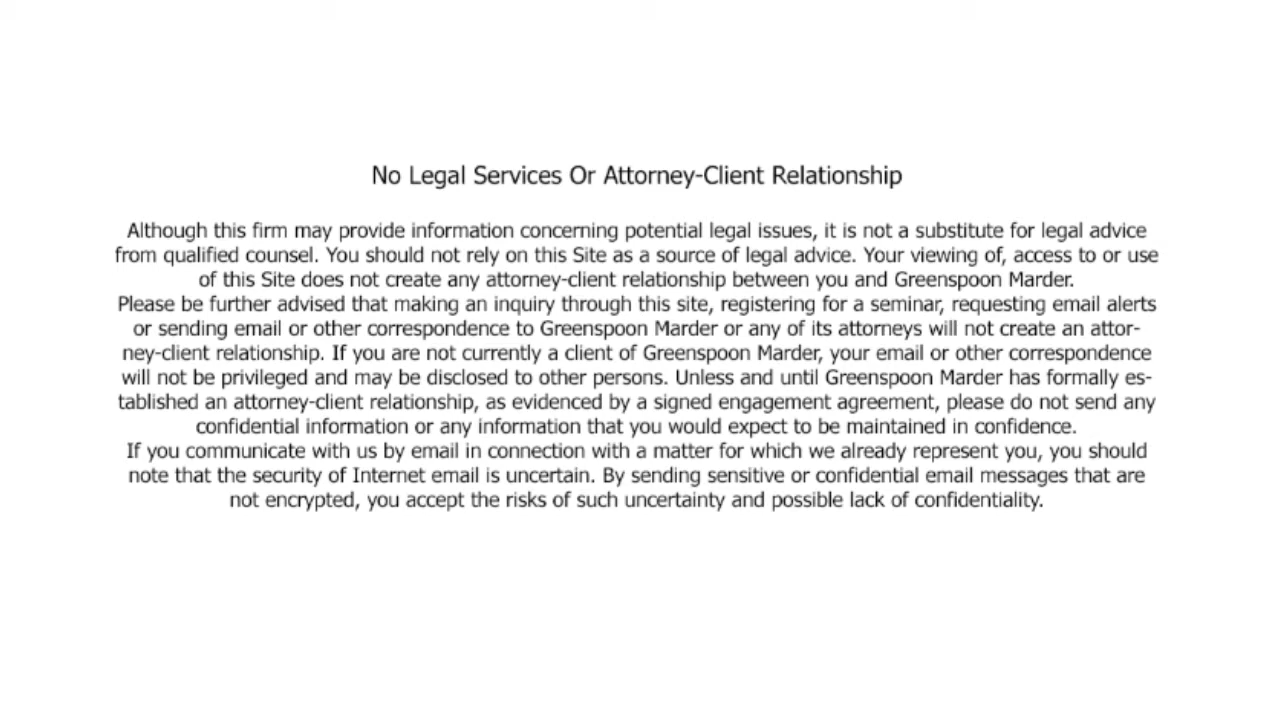 No Legal Services Or Attorney-Client Relationship
Although this firm may provide information concerning potential legal issues, it is not a substitute for legal advice
from qualified counsel. You should not rely on this Site as a source of legal advice. Your viewing of, access to or use
of this Site does not create any attorney-client relationship between you and Greenspoon Marder.
Please be further advised that making an inquiry through this site, registering for a seminar, requesting email alerts
or sending email or other correspondence to Greenspoon Marder or any of its attorneys will not create an attor-
ney-client relationship. If you are not currently a client of Greenspoon Marder, your email or other correspondence
will not be privileged and may be disclosed to other persons. Unless and until Greenspoon Marder has formally es-
tablished an attorney-client relationship, as evidenced by a signed engagement agreement, please do not send any
confidential information or any information that you would expect to be maintained in confidence.
If you communicate with us by email in connection with a matter for which we already represent you, you should
note that the security of Internet email is uncertain. By sending sensitive or confidential email messages that are
not encrypted, you accept the risks of such uncertainty and possible lack of confidentiality.